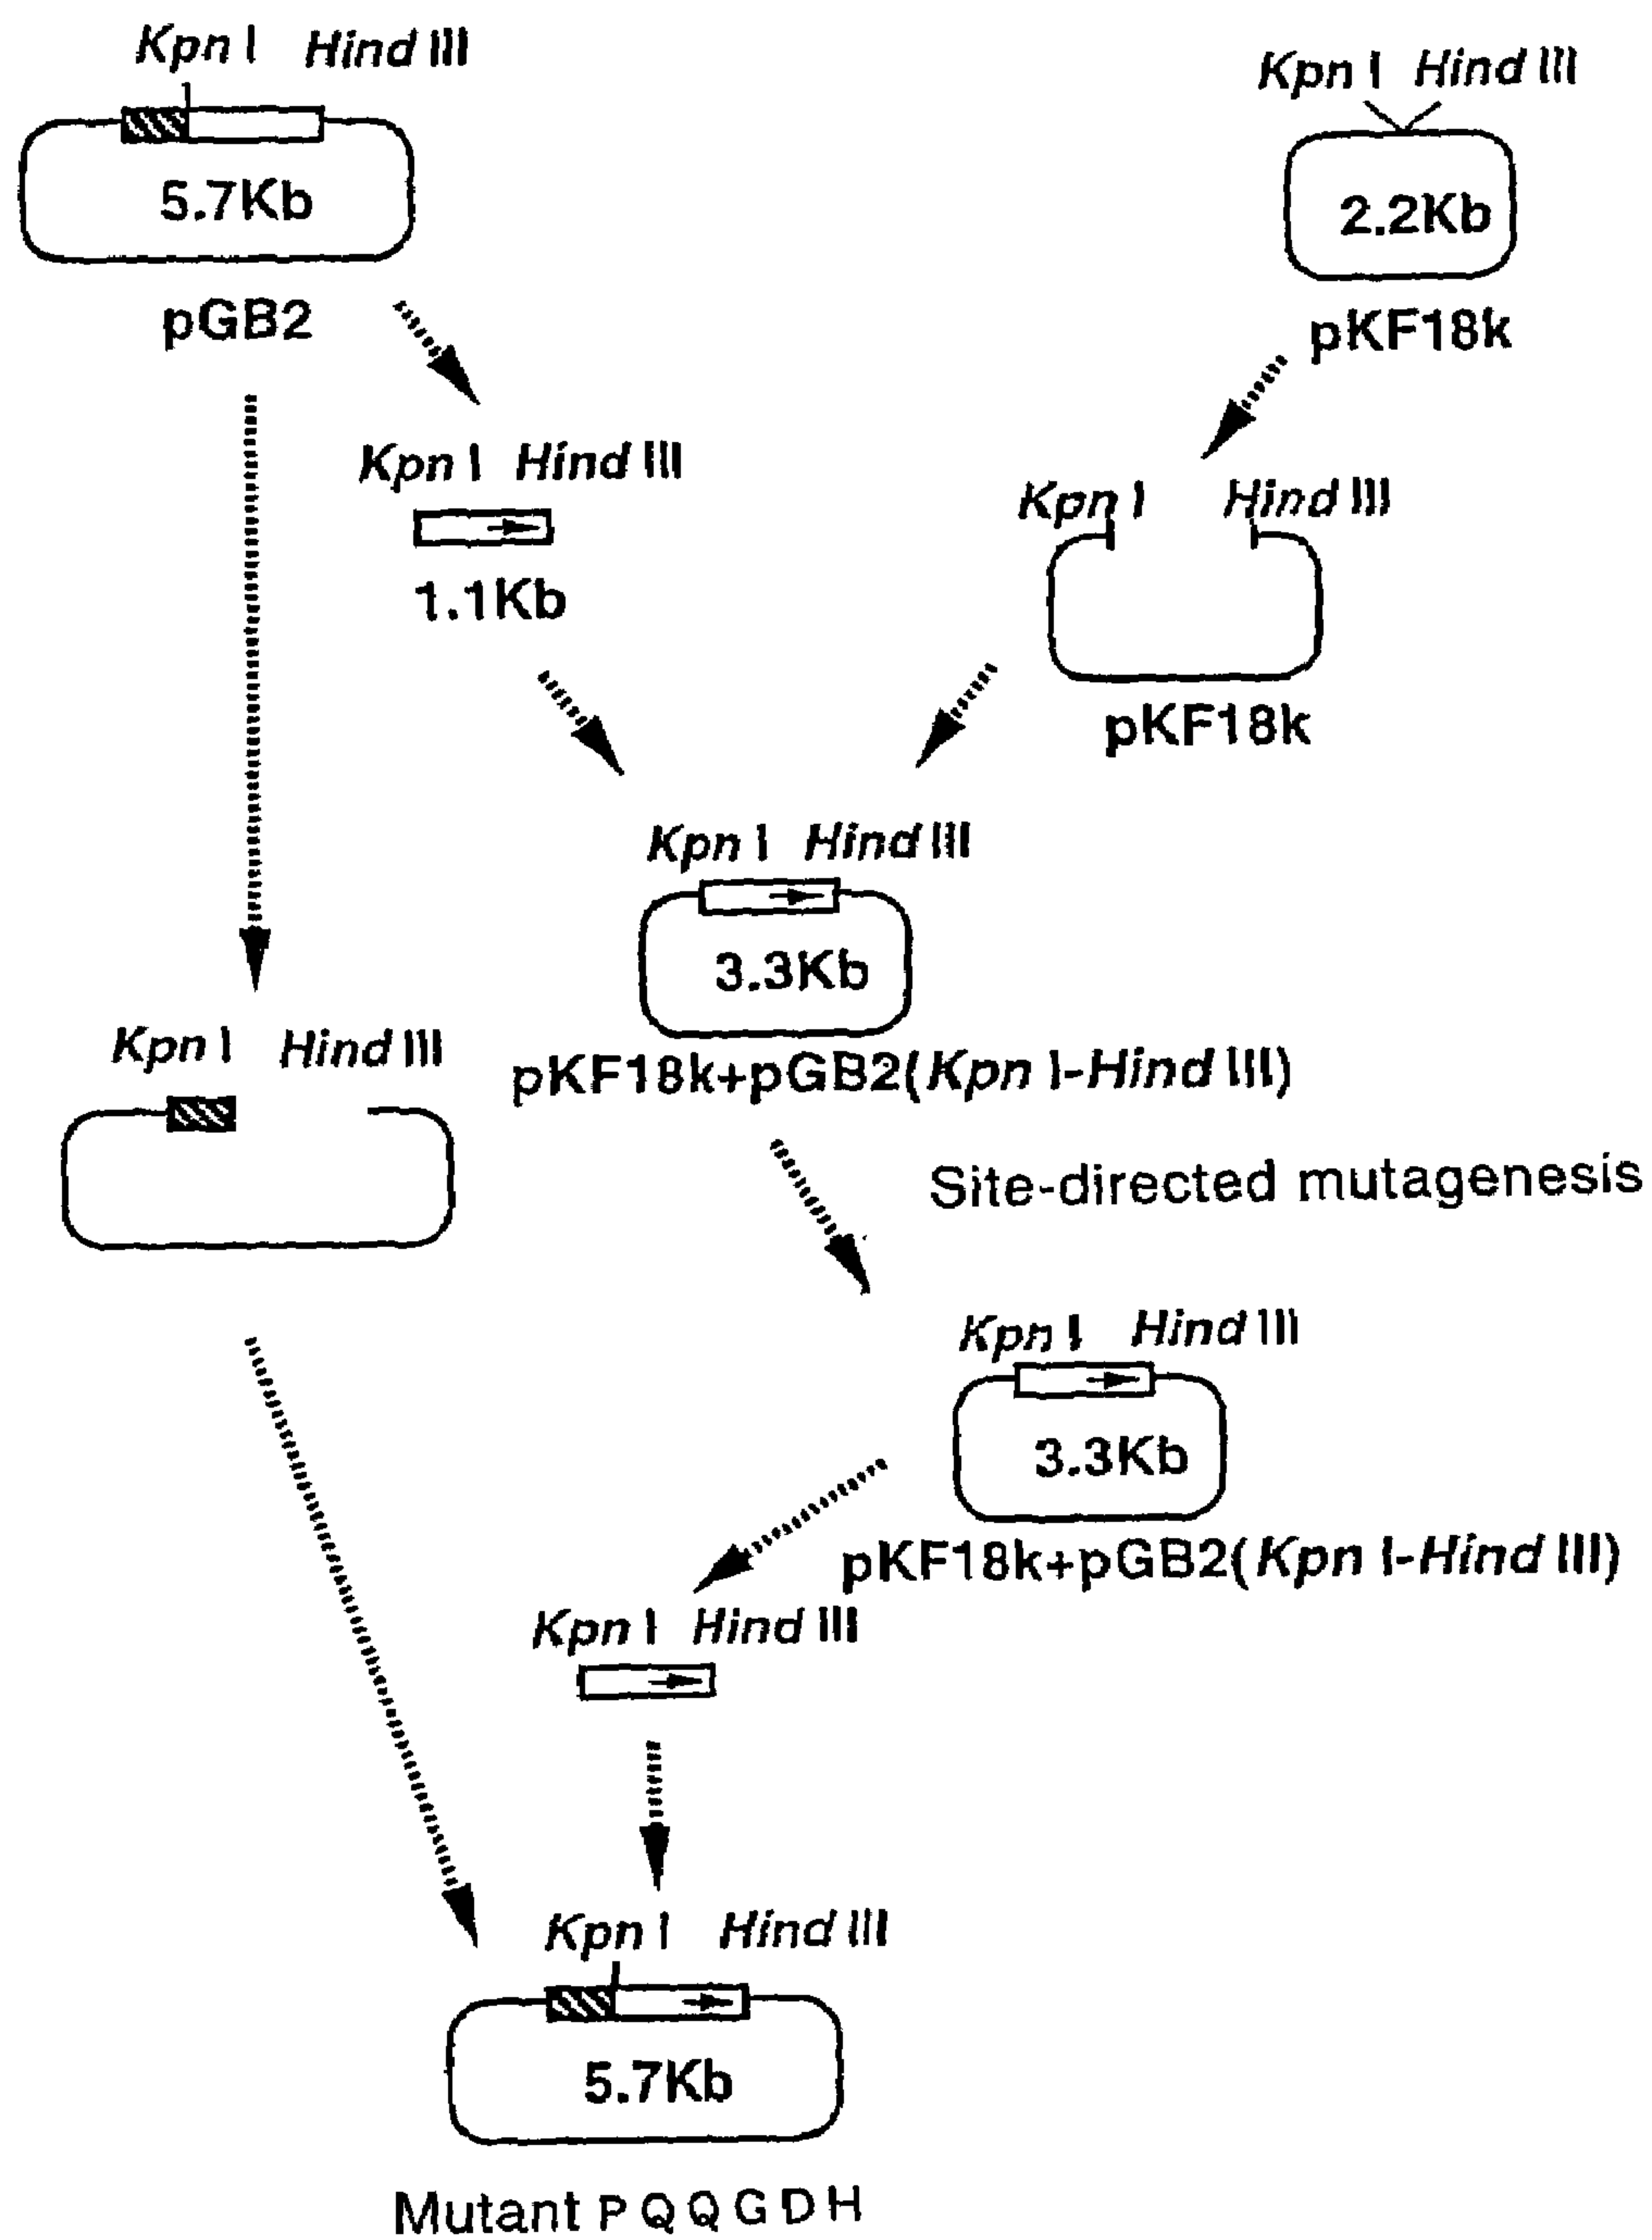 Kpn I Hind III
5.7Kb
pGB2
Kpn I Hind III
2.2Kb
pKF18k
Kpn I Hind III
1.1Kb
Kpn I Hind III
pKF18k
Kpn I Hind III
3.3Kb
pKF18k+pGB2(Kpn I-Hind III)
Kpn I Hind III
Site-directed mutagenesis
Kpn I Hind III
3.3Kb
pKF18k+pGB2(Kpn I-Hind III)
Kpn I Hind III
Kpn I Hind III
5.7Kb
Mutant PQQGDH